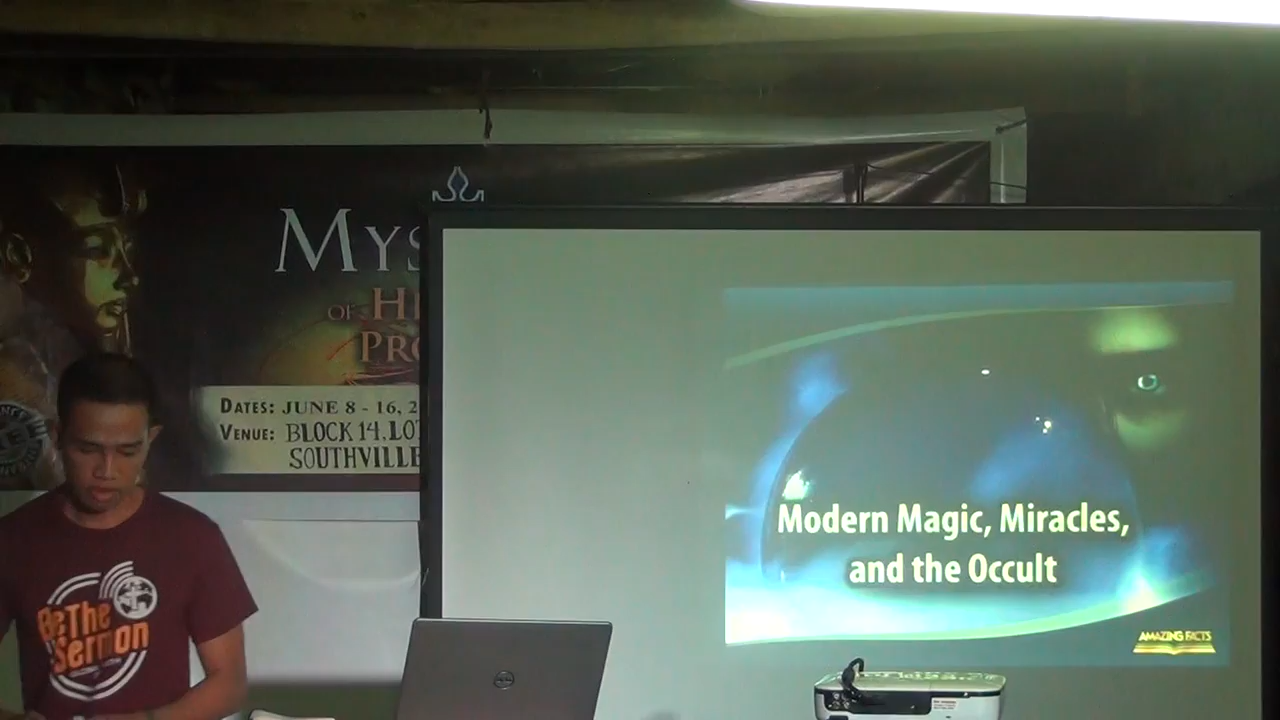 MYS
OF HI
PRO
DATES: JUNE 8 - 16, 2
VENUE: BLOCK 14, LOT
SOUTHVILLE
Be The
Sermon
Modern Magic, Miracles,
and the Occult
AMAZING FACTS
DELL